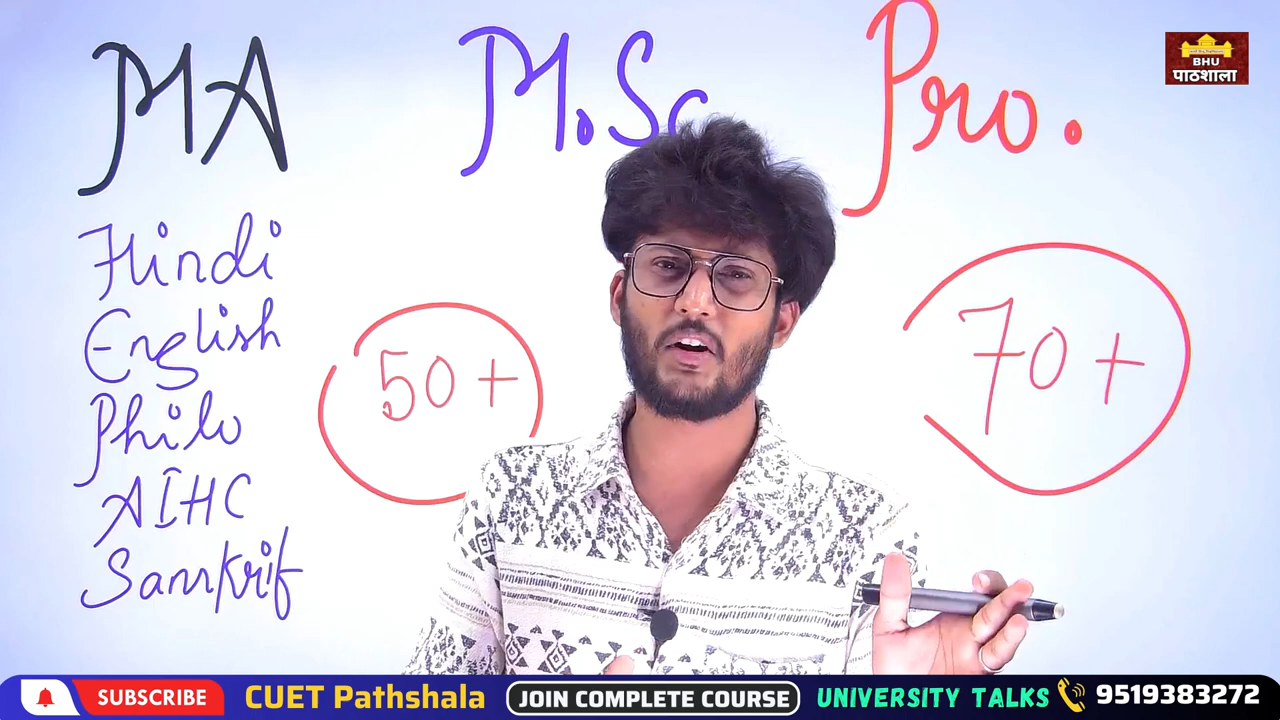 MA
M.Sc
Pro.
BHU
पाठशाला
Hindi
English
Philo
AIHC
Sanskrit
50+
70+
SUBSCRIBE
CUET Pathshala
JOIN COMPLETE COURSE
UNIVERSITY TALKS
9519383272